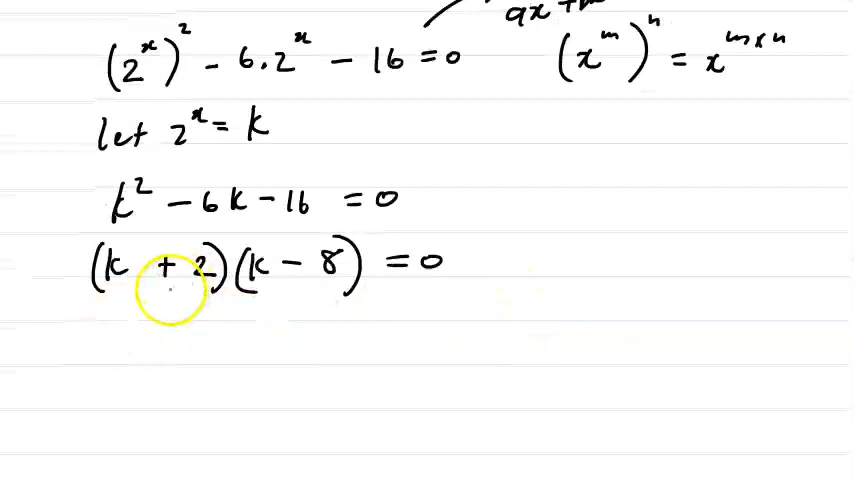 (2^x)^2 - 6.2^x - 16 = 0
(x^m)^n = x^{m×n}
let 2^x = k
k^2 - 6k - 16 = 0
(k + 2)(k - 8) = 0